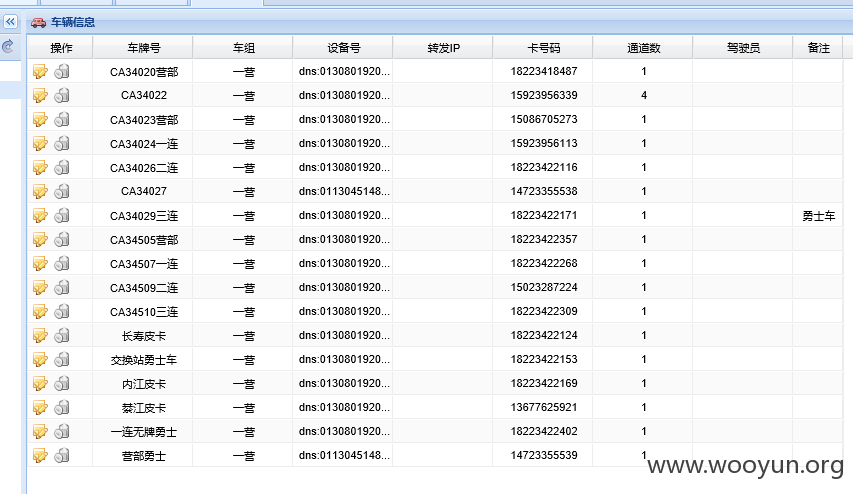 车辆信息
操作 车牌号 车组 设备号 转发IP 卡号码 通道数 驾驶员 备注
CA34020营部 一营 dns:0130801920... 18223418487 1
CA34022 一营 dns:0130801920... 15923956339 4
CA34023营部 一营 dns:0130801920... 15086705273 1
CA34024一连 一营 dns:0130801920... 15923956113 1
CA34026二连 一营 dns:0130801920... 18223422116 1
CA34027 一营 dns:0113045148... 14723355538 1
CA34029三连 一营 dns:0130801920... 18223422171 1 勇士车
CA34505营部 一营 dns:0130801920... 18223422357 1
CA34507一连 一营 dns:0130801920... 18223422268 1
CA34509二连 一营 dns:0130801920... 15023287224 1
CA34510三连 一营 dns:0130801920... 18223422309 1
长寿皮卡 一营 dns:0130801920... 18223422124 1
交换站勇士车 一营 dns:0130801920... 18223422153 1
内江皮卡 一营 dns:0130801920... 18223422169 1
綦江皮卡 一营 dns:0130801920... 13677625921 1
一连无牌勇士 一营 dns:0130801920... 18223422402 1
营部勇士 一营 dns:0113045148... 14723355539 1
www.wooyun.org